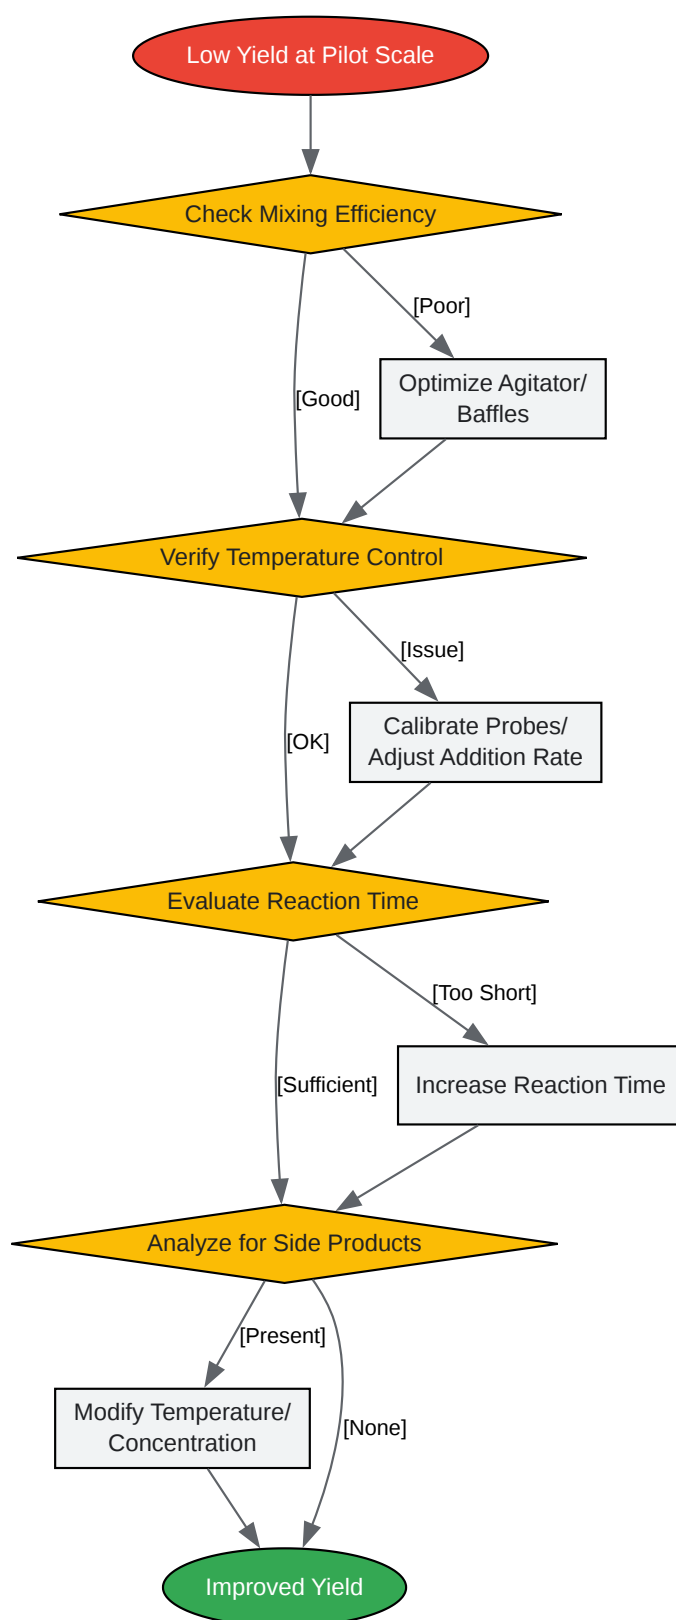 Low Yield at Pilot Scale
Check Mixing Efficiency
[Poor]
Optimize Agitator/
Baffles
[Good]
Verify Temperature Control
[Issue]
Calibrate Probes/
Adjust Addition Rate
[OK]
Evaluate Reaction Time
[Too Short]
Increase Reaction Time
[Sufficient]
Analyze for Side Products
[Present]
Modify Temperature/
Concentration
[None]
Improved Yield